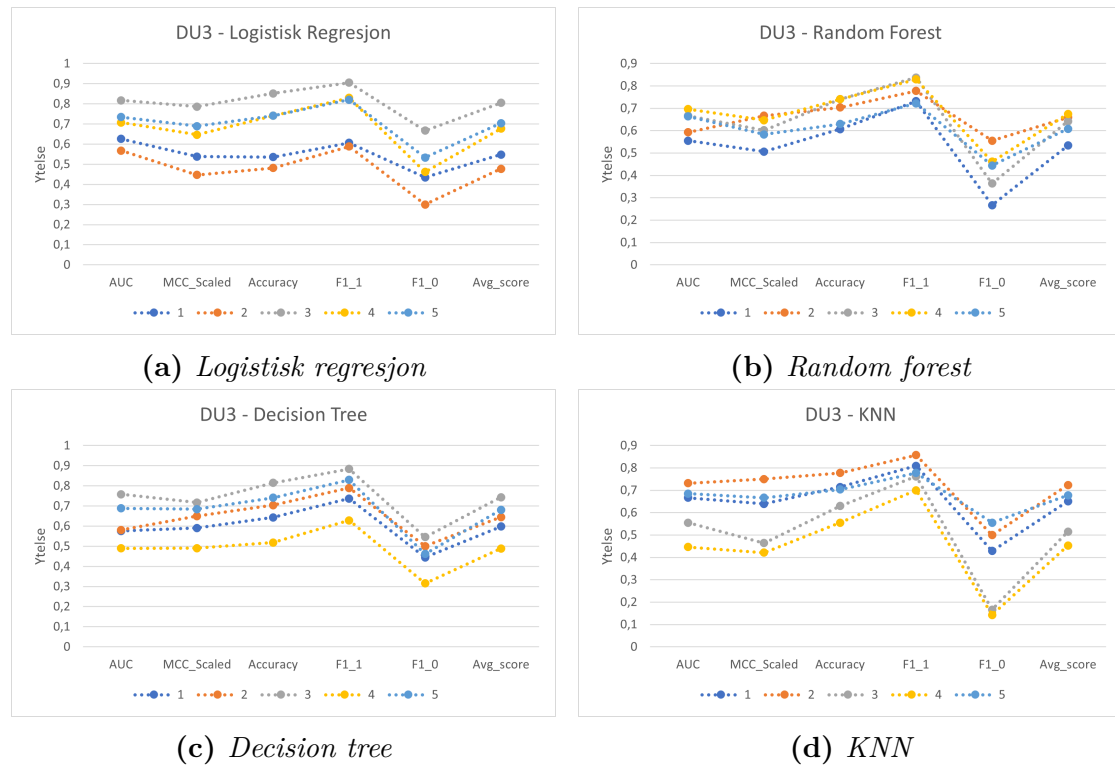 DU3 - Logistisk Regresjon
Ytelse
1
0,9
0,8
0,7
0,6
0,5
0,4
0,3
0,2
0,1
0
AUC MCC_Scaled Accuracy F1_1 F1_0 Avg_score
1 2 3 4 5
(a) Logistisk regresjon
DU3 - Random Forest
Ytelse
0,9
0,8
0,7
0,6
0,5
0,4
0,3
0,2
0,1
0
AUC MCC_Scaled Accuracy F1_1 F1_0 Avg_score
1 2 3 4 5
(b) Random forest
DU3 - Decision Tree
Ytelse
1
0,9
0,8
0,7
0,6
0,5
0,4
0,3
0,2
0,1
0
AUC MCC_Scaled Accuracy F1_1 F1_0 Avg_score
1 2 3 4 5
(c) Decision tree
DU3 - KNN
Ytelse
0,9
0,8
0,7
0,6
0,5
0,4
0,3
0,2
0,1
0
AUC MCC_Scaled Accuracy F1_1 F1_0 Avg_score
1 2 3 4 5
(d) KNN